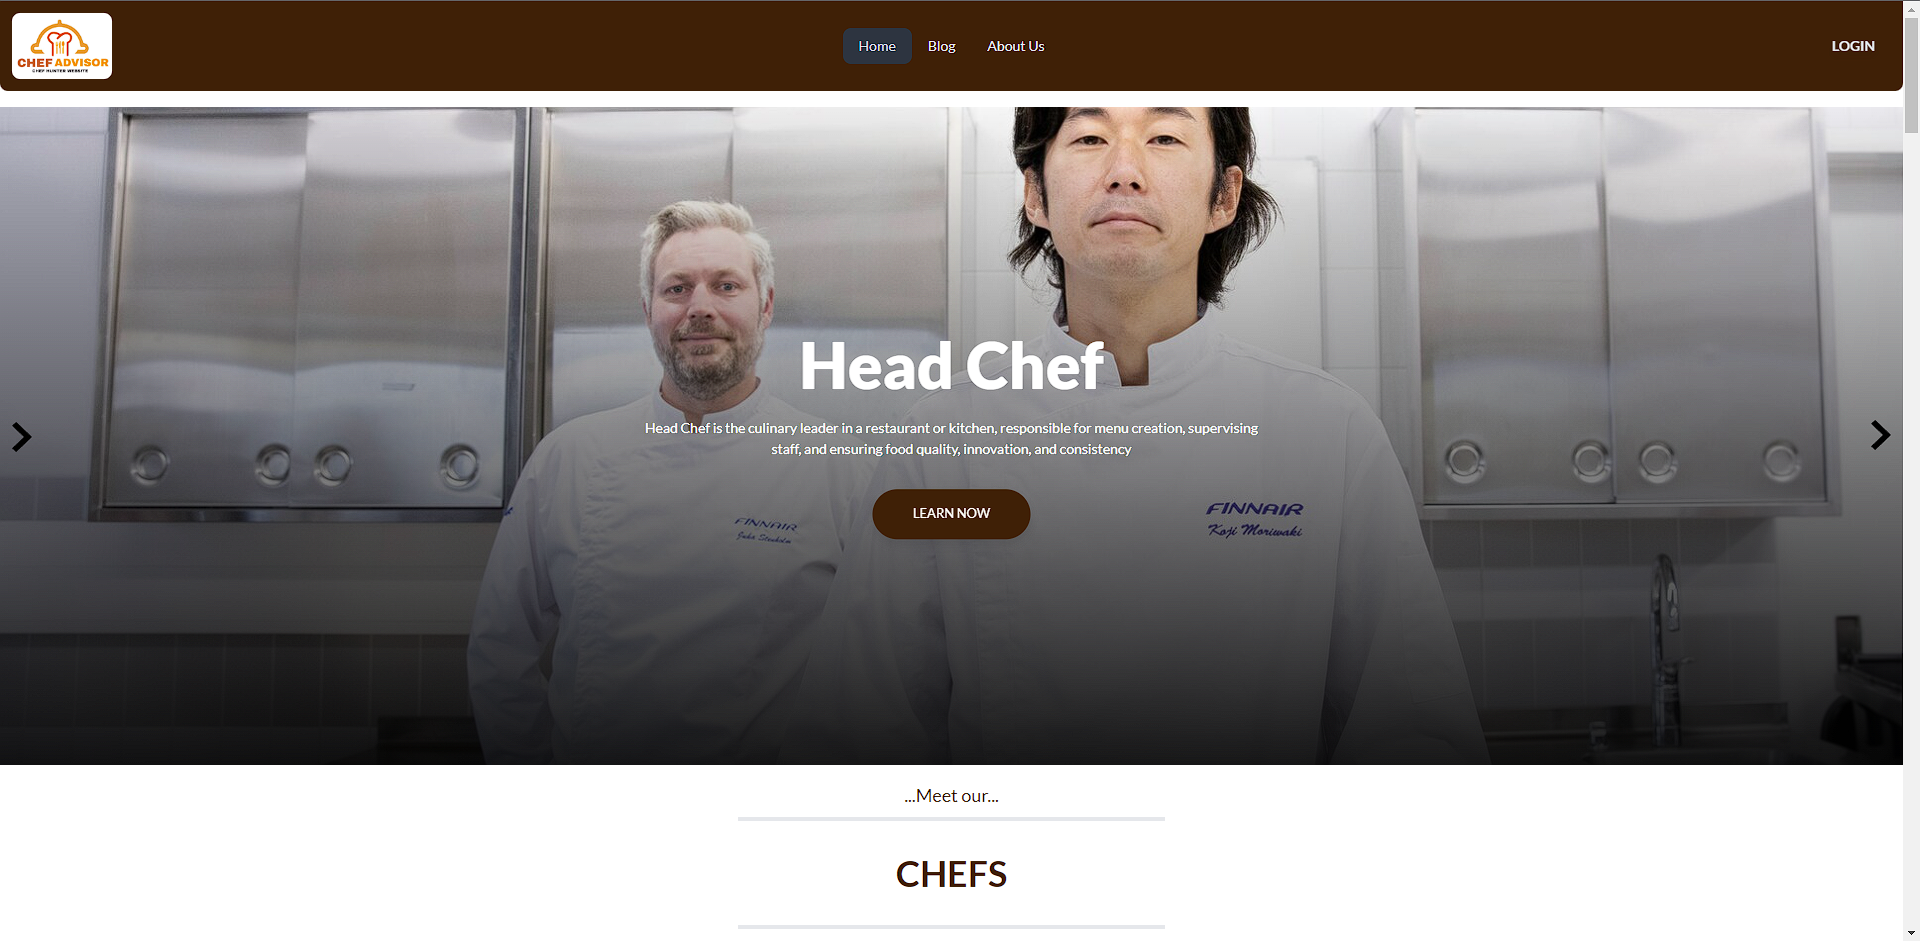 CHEF ADVISOR
CHEF HUNTER WEBSITE
Home
Blog
About Us
LOGIN
Head Chef
Head Chef is the culinary leader in a restaurant or kitchen, responsible for menu creation, supervising
staff, and ensuring food quality, innovation, and consistency
LEARN NOW
FINNAIR
FINNAIR
Koji Moriwaki
...Meet our...
CHEFS